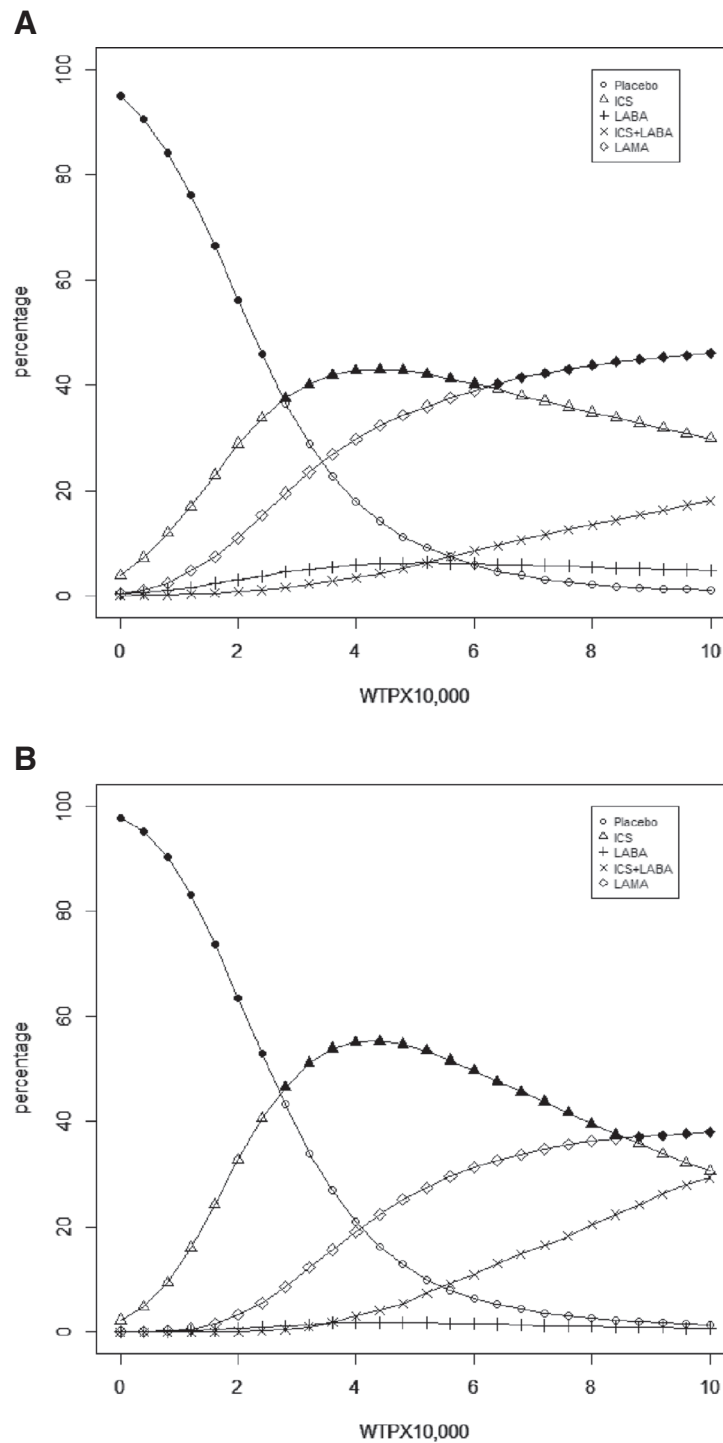 A
100
80
60
40
20
0
percentage
Placebo
ICS
LABA
ICS+LABA
LAMA
0 2 4 6 8 10
WTPX10,000
B
100
80
60
40
20
0
percentage
Placebo
ICS
LABA
ICS+LABA
LAMA
0 2 4 6 8 10
WTPX10,000